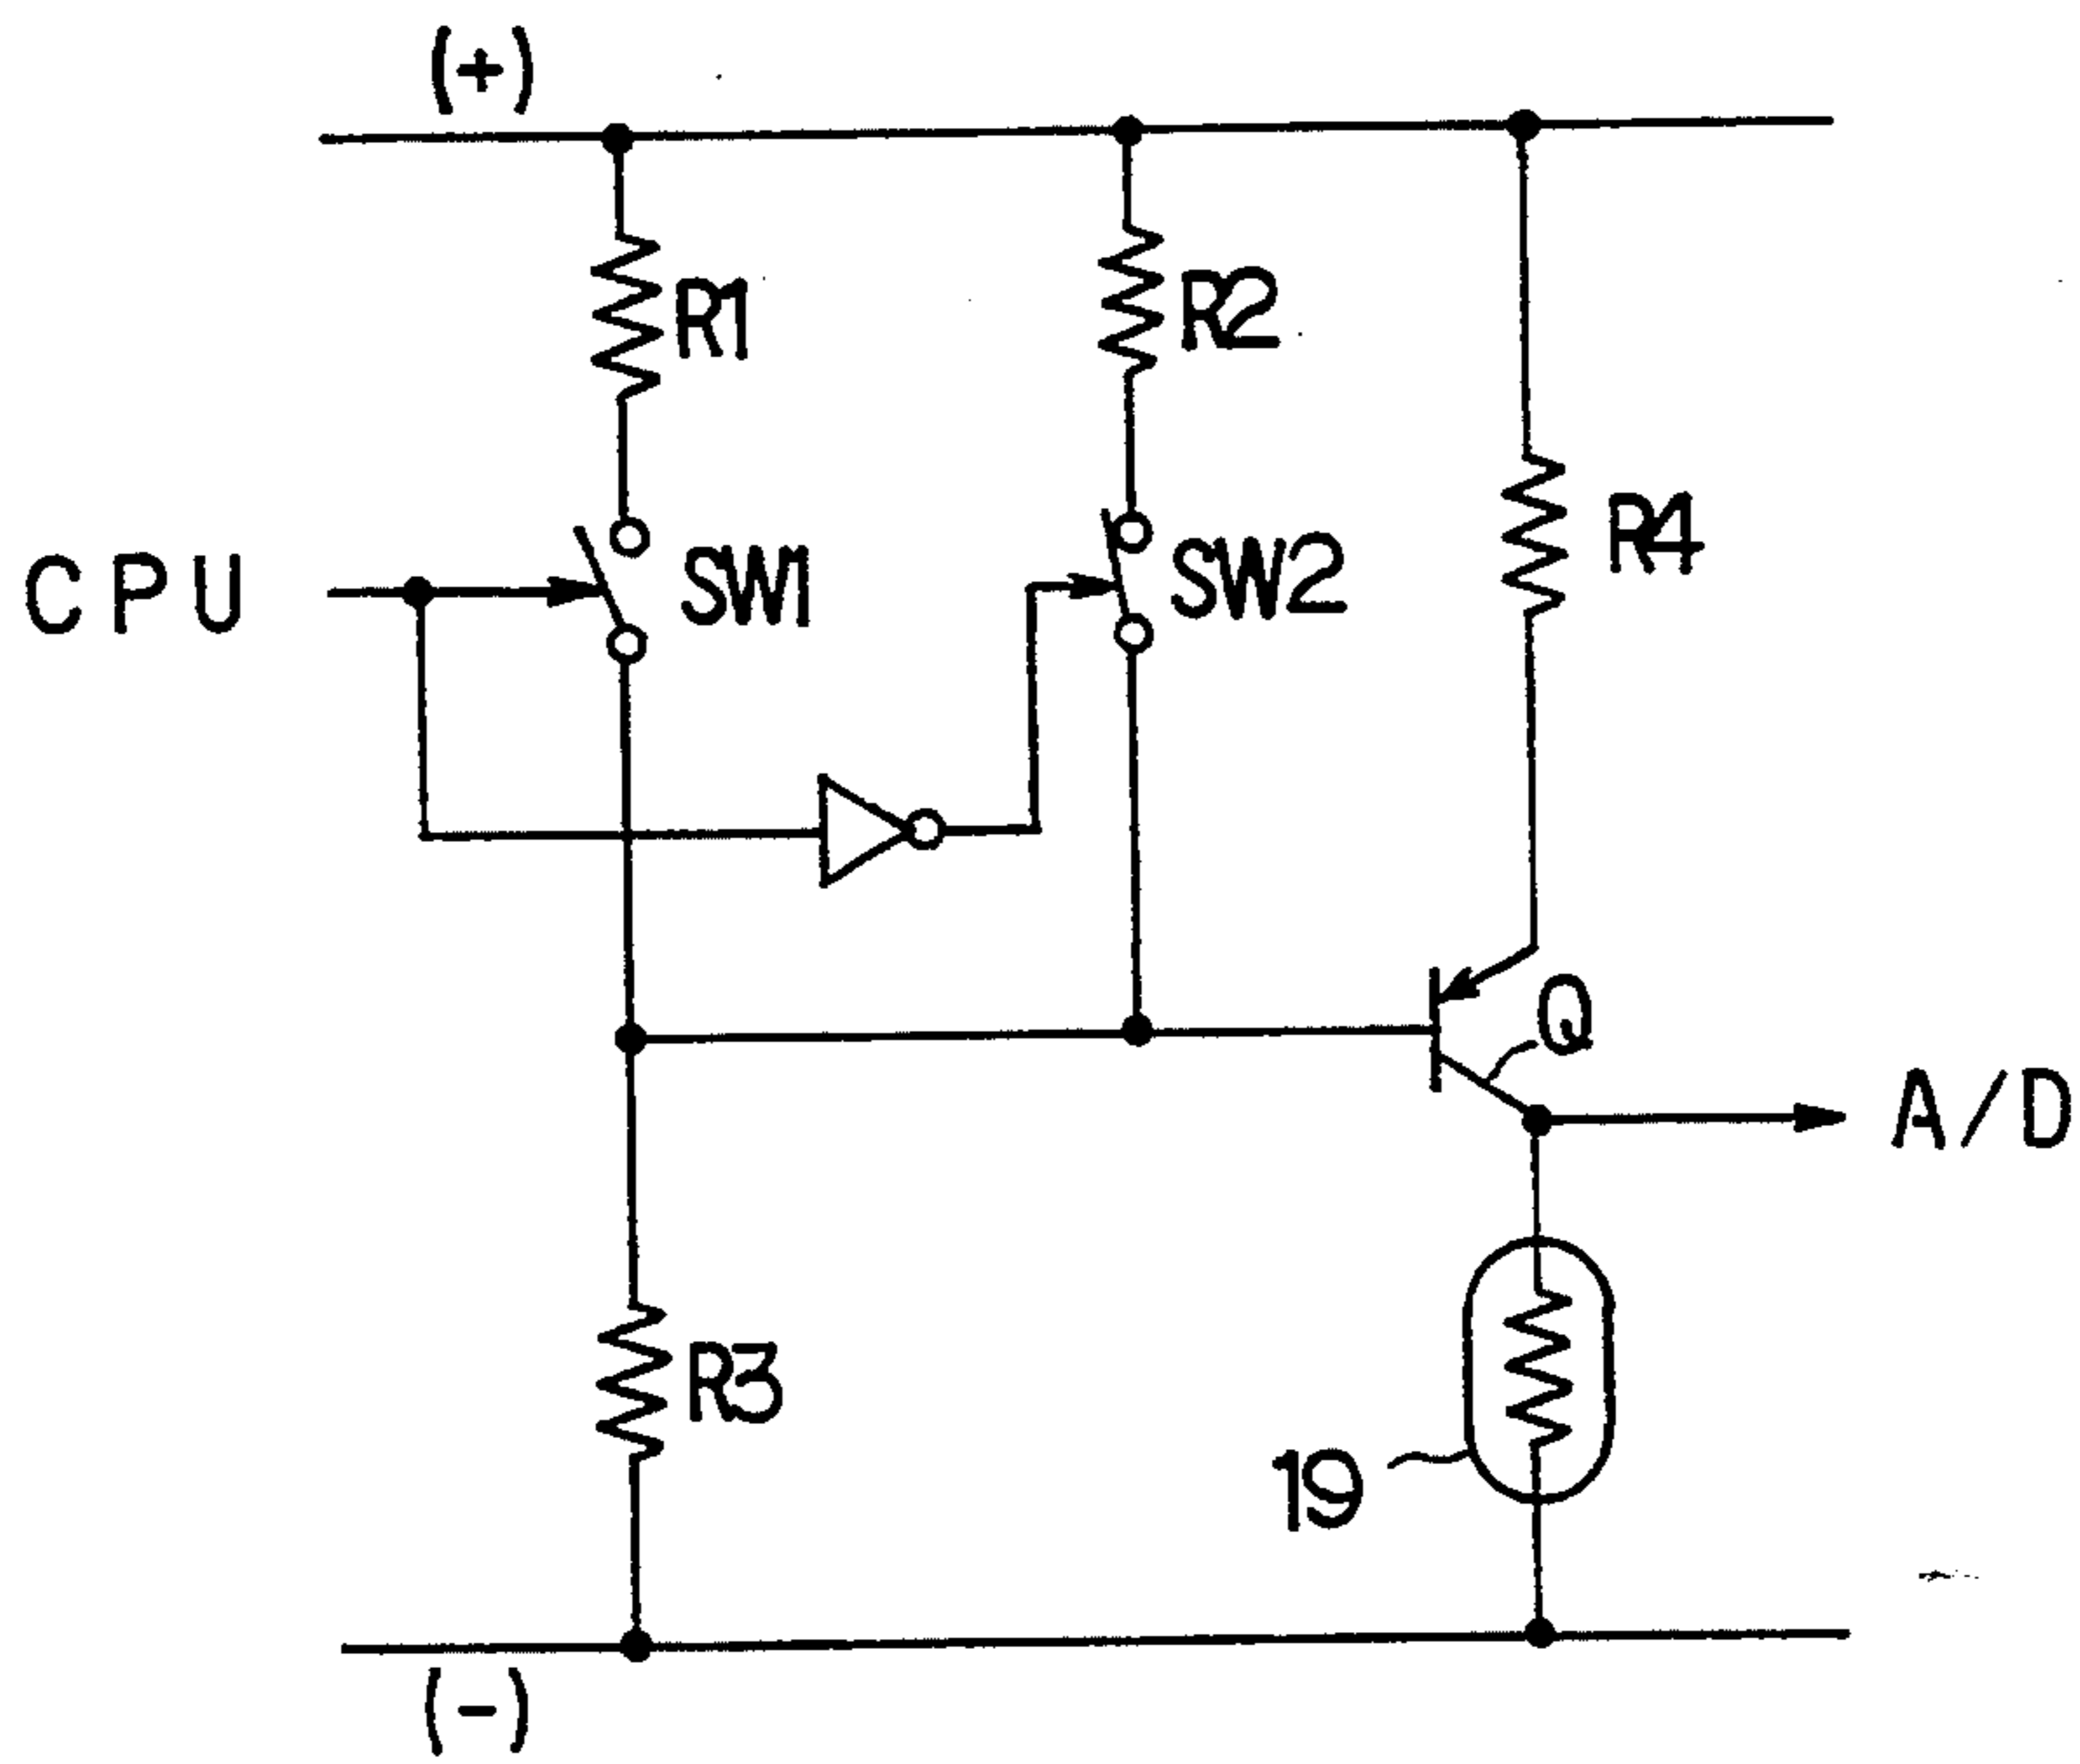 (+)
R1
R2
R4
CPU
SW1
SW2
Q
A/D
R3
19
(-)